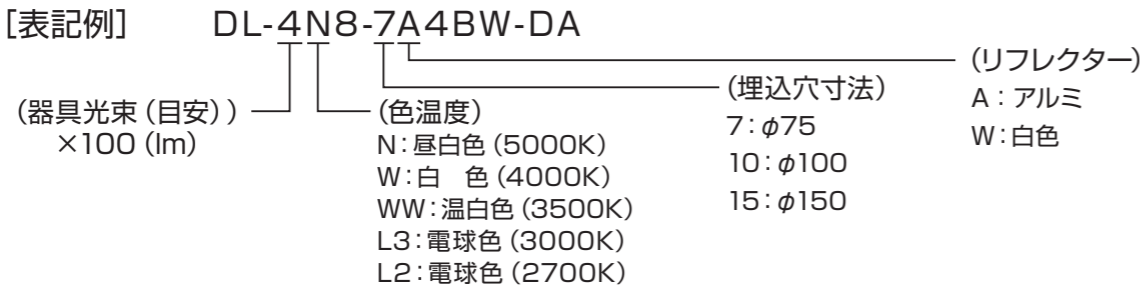 [表記例] DL-4N8-7A4BW-DA
(器具光束(目安))
×100(lm)
(色温度)
N:昼白色(5000K)
W:白 色(4000K)
WW:温白色(3500K)
L3:電球色(3000K)
L2:電球色(2700K)
(埋込穴寸法)
7:φ75
10:φ100
15:φ150
(リフレクター)
A:アルミ
W:白色